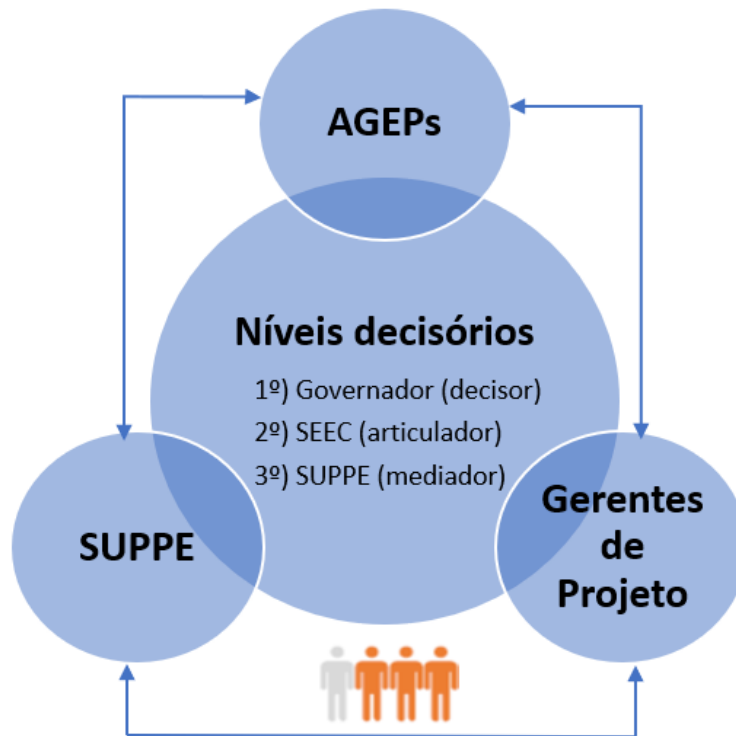 AGEPs
Níveis decisórios
1º) Governador (decisor)
2º) SEEC (articulador)
3º) SUPPE (mediador)
SUPPE
Gerentes
de
Projeto